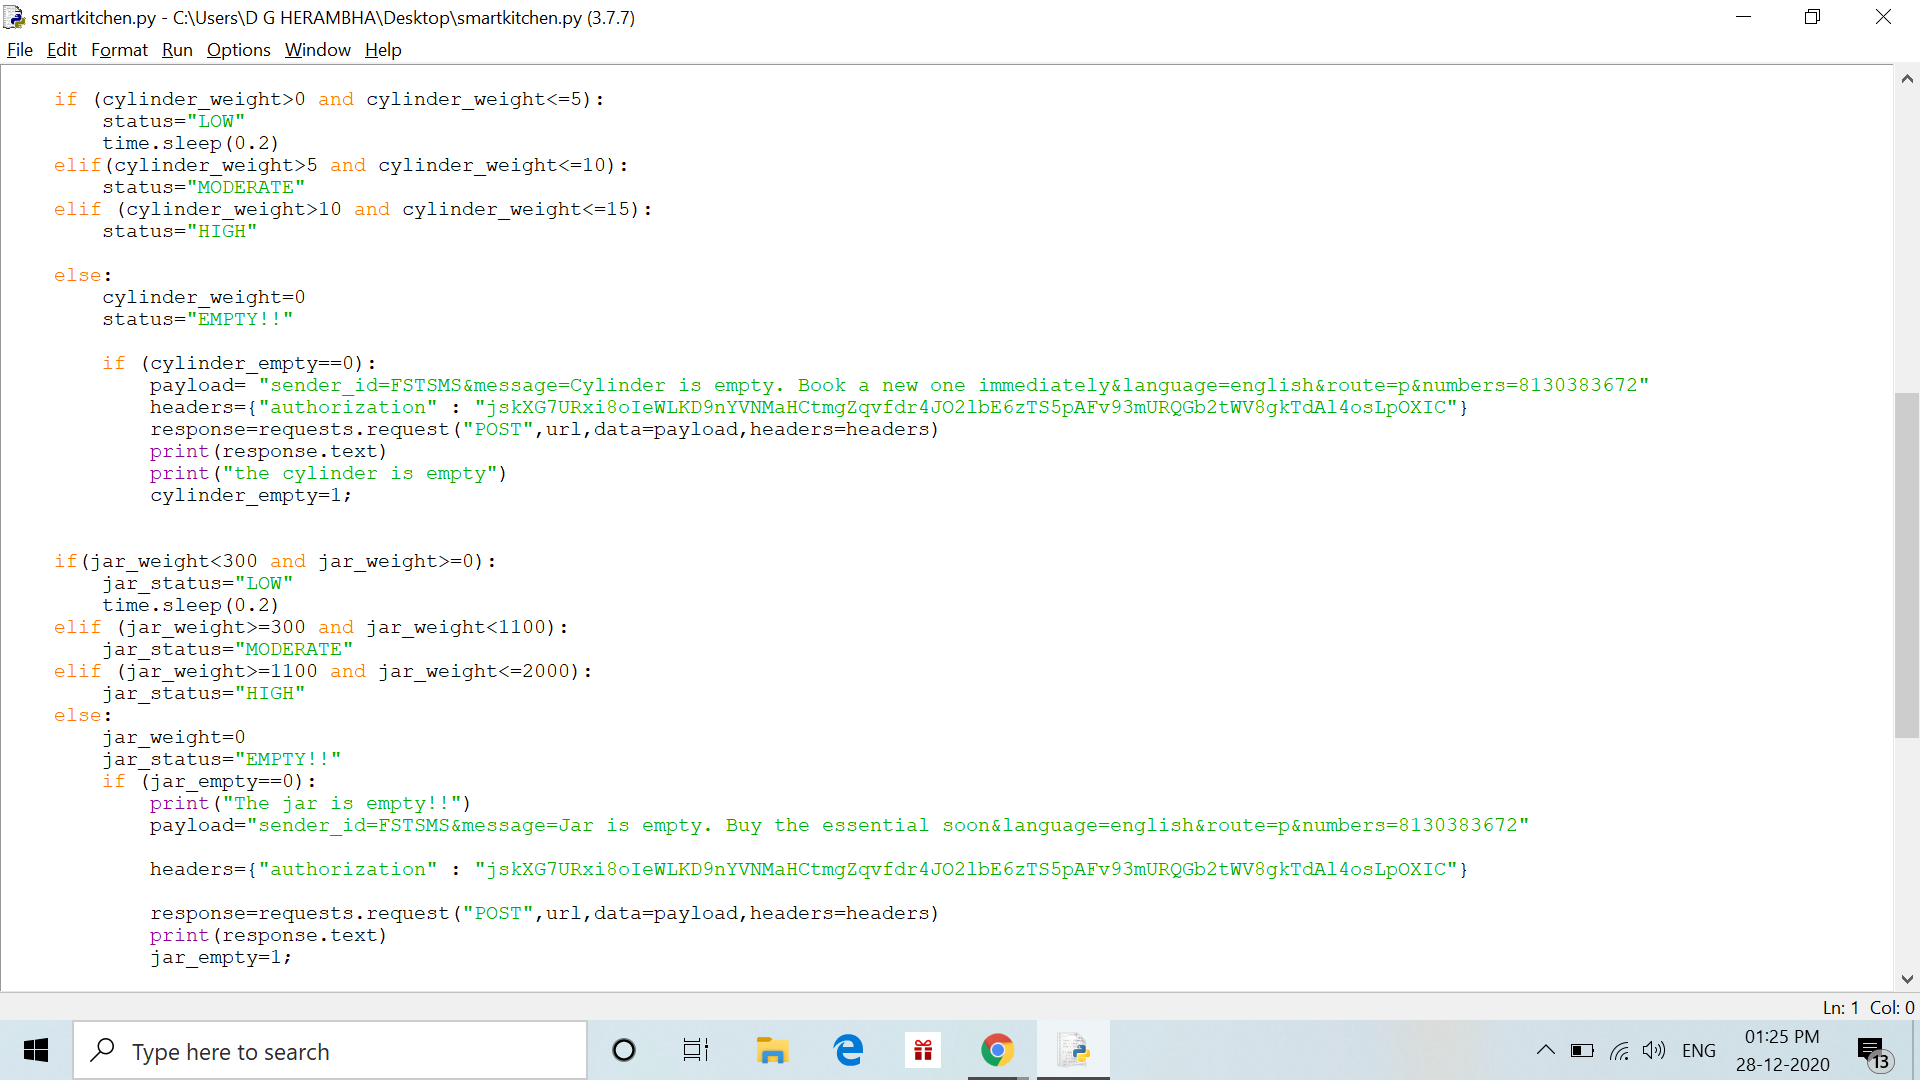 smartkitchen.py - C:\Users\D G HERAMBHA\Desktop\smartkitchen.py (3.7.7)
File Edit Format Run Options Window Help
if (cylinder_weight>0 and cylinder_weight<=5):
status="LOW"
time.sleep(0.2)
elif(cylinder_weight>5 and cylinder_weight<=10):
status="MODERATE"
elif (cylinder_weight>10 and cylinder_weight<=15):
status="HIGH"
else:
cylinder_weight=0
status="EMPTY!!"
if (cylinder_empty==0):
payload= "sender_id=FSTSMS&message=Cylinder is empty. Book a new one immediately&language=english&route=p&numbers=8130383672"
headers={"authorization" : "jskXG7URxi8oIeWLKD9nYVNMaHCtmgZqvfdr4JO2lbE6zTS5pAFv93mURQGb2tWV8gkTdAl4osLpOXIC"}
response=requests.request("POST",url,data=payload,headers=headers)
print(response.text)
print("the cylinder is empty")
cylinder_empty=1;
if(jar_weight<300 and jar_weight>=0):
jar_status="LOW"
time.sleep(0.2)
elif (jar_weight>=300 and jar_weight<1100):
jar_status="MODERATE"
elif (jar_weight>=1100 and jar_weight<=2000):
jar_status="HIGH"
else:
jar_weight=0
jar_status="EMPTY!!"
if (jar_empty==0):
print("The jar is empty!!")
payload="sender_id=FSTSMS&message=Jar is empty. Buy the essential soon&language=english&route=p&numbers=8130383672"
headers={"authorization" : "jskXG7URxi8oIeWLKD9nYVNMaHCtmgZqvfdr4JO2lbE6zTS5pAFv93mURQGb2tWV8gkTdAl4osLpOXIC"}
response=requests.request("POST",url,data=payload,headers=headers)
print(response.text)
jar_empty=1;
Ln: 1 Col: 0
Type here to search
ENG
01:25 PM
28-12-2020
13